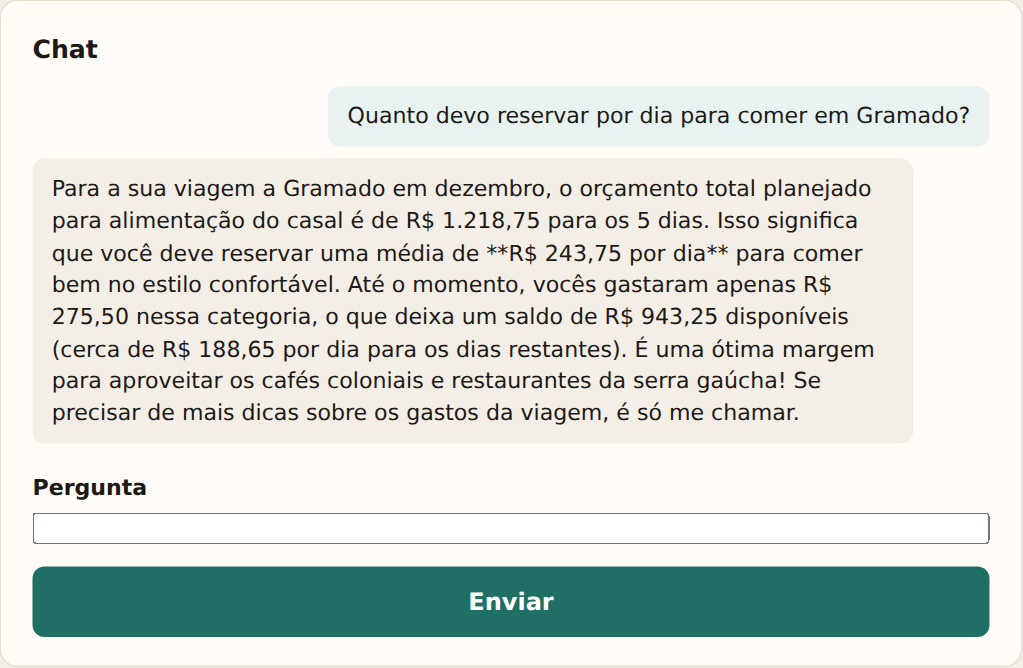 Chat
Quanto devo reservar por dia para comer em Gramado?
Para a sua viagem a Gramado em dezembro, o orçamento total planejado
para alimentação do casal é de R$ 1.218,75 para os 5 dias. Isso significa
que você deve reservar uma média de **R$ 243,75 por dia** para comer
bem no estilo confortável. Até o momento, vocês gastaram apenas R$
275,50 nessa categoria, o que deixa um saldo de R$ 943,25 disponíveis
(cerca de R$ 188,65 por dia para os dias restantes). É uma ótima margem
para aproveitar os cafés coloniais e restaurantes da serra gaúcha! Se
precisar de mais dicas sobre os gastos da viagem, é só me chamar.
Pergunta
Enviar